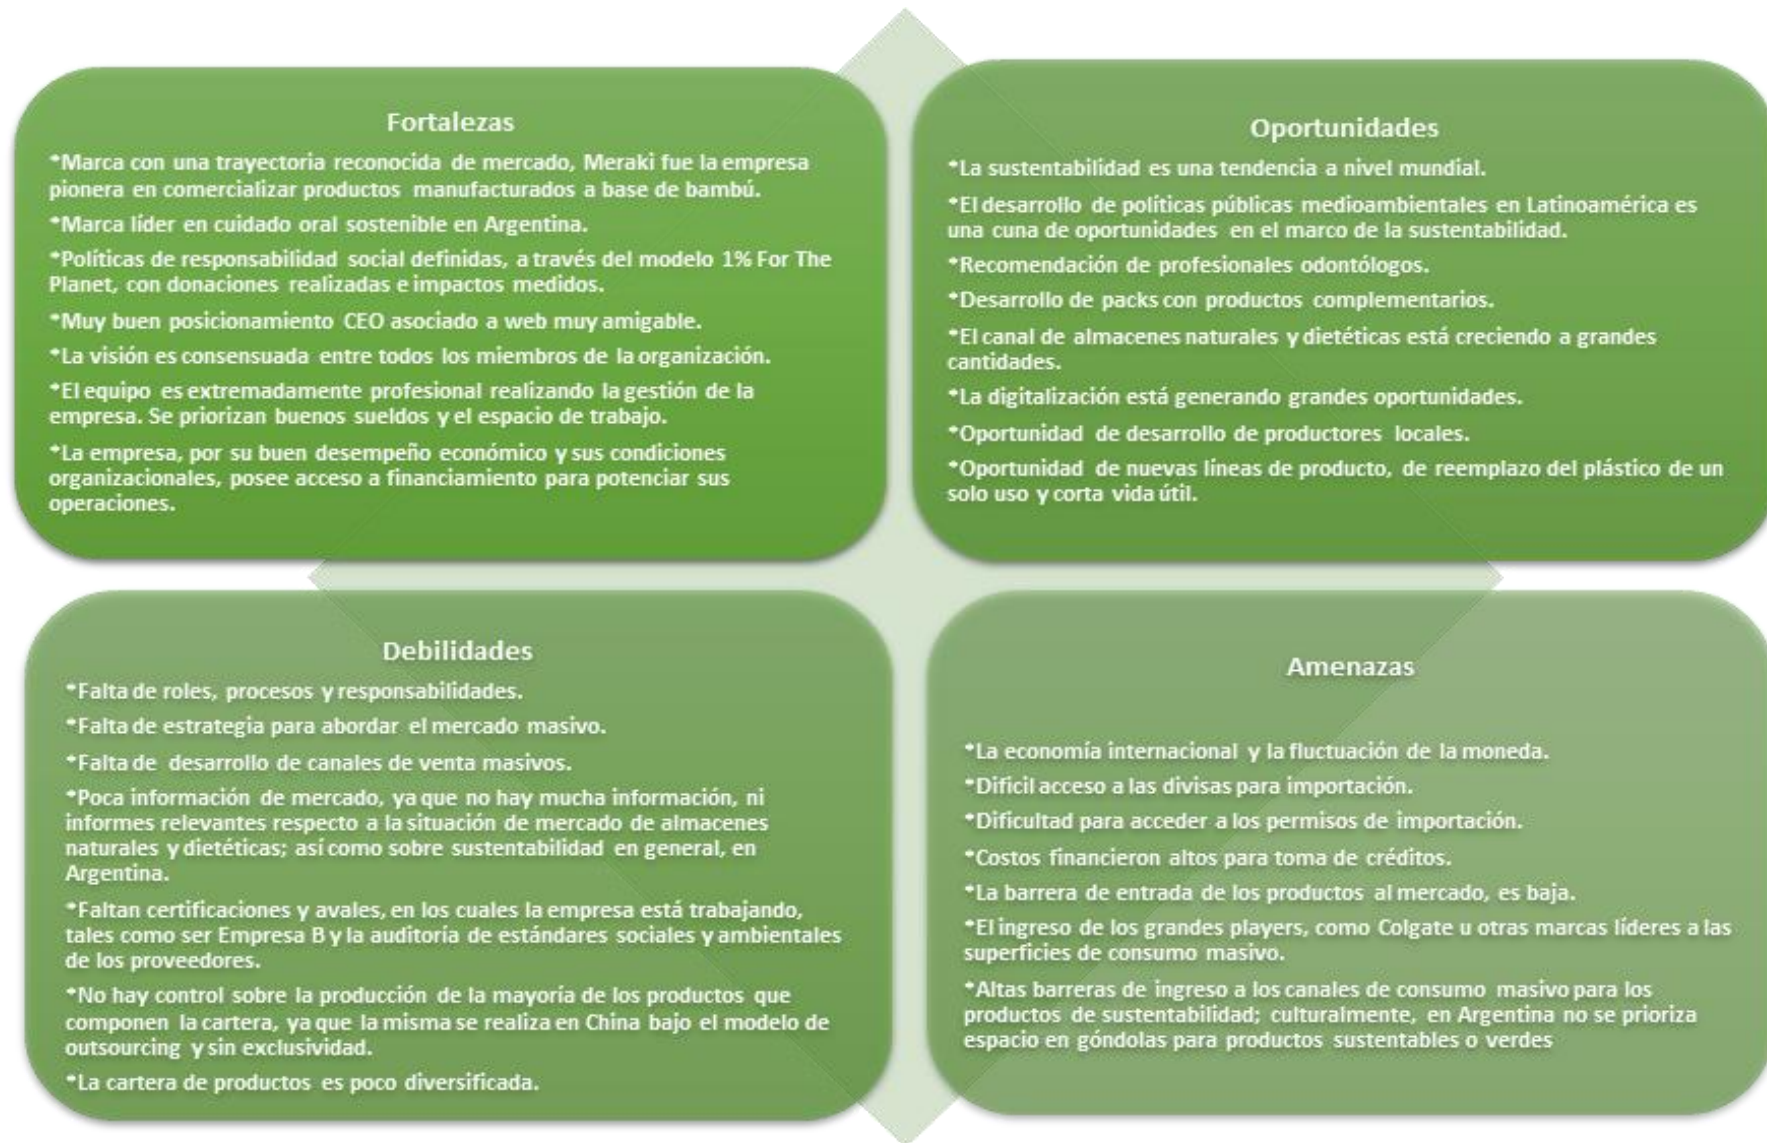 Fortalezas
*Marca con una trayectoria reconocida de mercado, Meraki fue la empresa
pionera en comercializar productos manufacturados a base de bambú.
*Marca líder en cuidado oral sostenible en Argentina.
*Políticas de responsabilidad social definidas, a través del modelo 1% For The
Planet, con donaciones realizadas e impactos medidos.
*Muy buen posicionamiento CEO asociado a web muy amigable.
*La visión es consensuada entre todos los miembros de la organización.
*El equipo es extremadamente profesional realizando la gestión de la
empresa. Se priorizan buenos sueldos y el espacio de trabajo.
*La empresa, por su buen desempeño económico y sus condiciones
organizacionales, posee acceso a financiamiento para potenciar sus
operaciones.
Oportunidades
*La sustentabilidad es una tendencia a nivel mundial.
*El desarrollo de políticas públicas medioambientales en Latinoamérica es
una cuna de oportunidades en el marco de la sustentabilidad.
*Recomendación de profesionales odontólogos.
*Desarrollo de packs con productos complementarios.
*El canal de almacenes naturales y dietéticas está creciendo a grandes
cantidades.
*La digitalización está generando grandes oportunidades.
*Oportunidad de desarrollo de productores locales.
*Oportunidad de nuevas líneas de producto, de reemplazo del plástico de un
solo uso y corta vida útil.
Debilidades
*Falta de roles, procesos y responsabilidades.
*Falta de estrategia para abordar el mercado masivo.
*Falta de desarrollo de canales de venta masivos.
*Poca información de mercado, ya que no hay mucha información, ni
informes relevantes respecto a la situación de mercado de almacenes
naturales y dietéticas; así como sobre sustentabilidad en general, en
Argentina.
*Faltan certificaciones y avales, en los cuales la empresa está trabajando,
tales como ser Empresa B y la auditoría de estándares sociales y ambientales
de los proveedores.
*No hay control sobre la producción de la mayoría de los productos que
componen la cartera, ya que la misma se realiza en China bajo el modelo de
outsourcing y sin exclusividad.
*La cartera de productos es poco diversificada.
Amenazas
*La economía internacional y la fluctuación de la moneda.
*Dificil acceso a las divisas para importación.
*Dificultad para acceder a los permisos de importación.
*Costos financieron altos para toma de créditos.
*La barrera de entrada de los productos al mercado, es baja.
*El ingreso de los grandes players, como Colgate u otras marcas líderes a las
superficies de consumo masivo.
*Altas barreras de ingreso a los canales de consumo masivo para los
productos de sustentabilidad; culturalmente, en Argentina no se prioriza
espacio en góndolas para productos sustentables o verdes